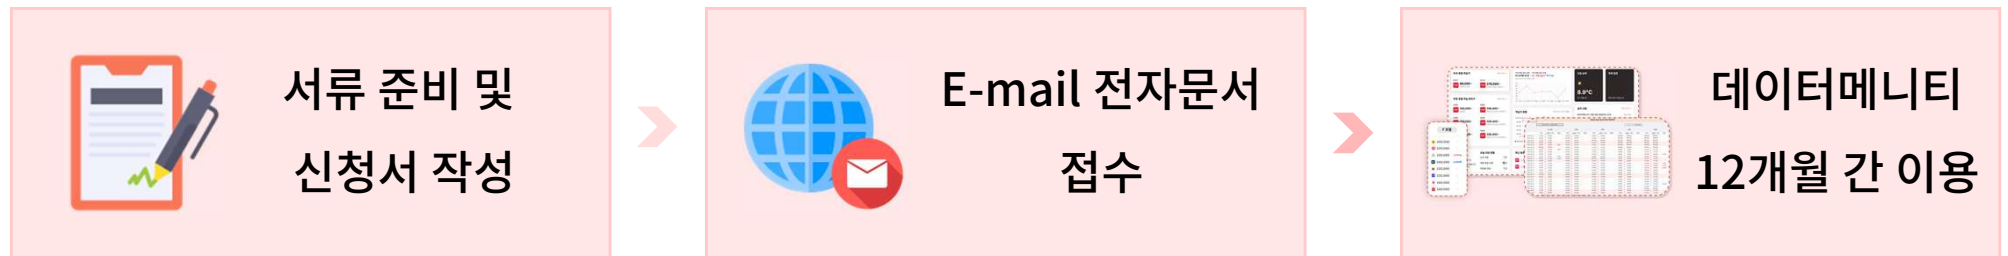 서류 준비 및
신청서 작성
E-mail 전자문서
접수
데이터메니티
12개월 간 이용